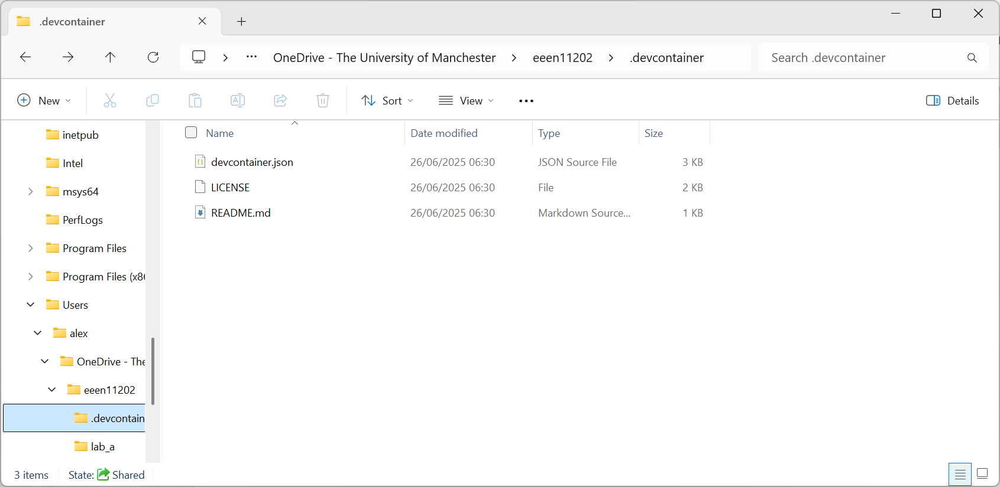 .devcontainer
OneDrive - The University of Manchester eeen11202 .devcontainer Search .devcontainer
New Sort View Details
inetpub
Intel
msys64
PerfLogs
Program Files
Program Files (x86
Users
alex
OneDrive - The
eeen11202
.devcontain
lab_a
Name Date modified Type Size
devcontainer.json 26/06/2025 06:30 JSON Source File 3 KB
LICENSE 26/06/2025 06:30 File 2 KB
README.md 26/06/2025 06:30 Markdown Source... 1 KB
3 items State: Shared